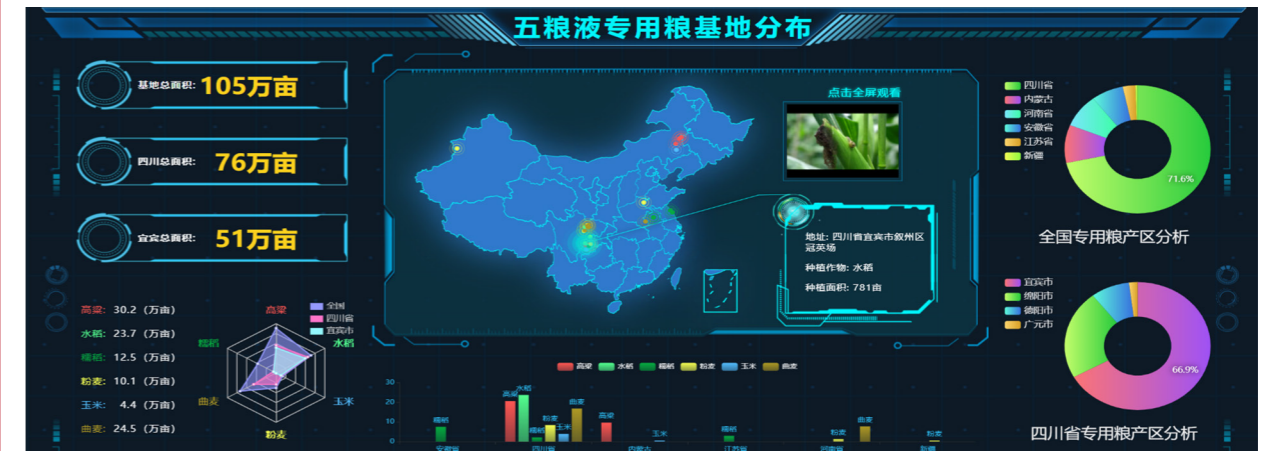 五粮液专用粮基地分布
基地总面积: 105万亩
四川总面积: 76万亩
宜宾总面积: 51万亩
高粱: 30.2 (万亩)
水稻: 23.7 (万亩)
糯稻: 12.5 (万亩)
粉麦: 10.1 (万亩)
玉米: 4.4 (万亩)
曲麦: 24.5 (万亩)
高粱
水稻
玉米
粉麦
曲麦
糯稻
全国
四川省
宜宾市
点击全屏观看
地址: 四川省宜宾市叙州区
冠英场
种植作物: 水稻
种植面积: 781亩
高粱 水稻 糯稻 粉麦 玉米 曲麦
30
20
10
0
糯稻
高粱
水稻
糯稻
粉麦
玉米
曲麦
高粱
玉米
糯稻
粉麦
曲麦
粉麦
安徽省 四川省 内蒙古 江苏省 河南省 新疆
四川省
内蒙古
河南省
安徽省
江苏省
新疆
71.6%
全国专用粮产区分析
宜宾市
绵阳市
德阳市
广元市
66.9%
四川省专用粮产区分析